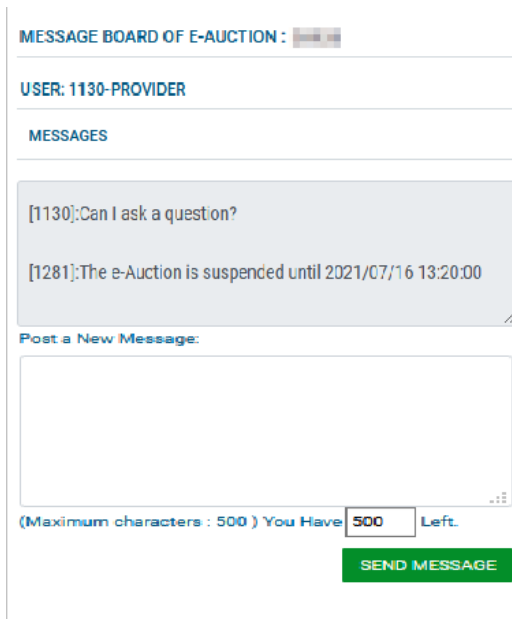 MESSAGE BOARD OF E-AUCTION :
USER: 1130-PROVIDER
MESSAGES
[1130]:Can I ask a question?
[1281]:The e-Auction is suspended until 2021/07/16 13:20:00
Post a New Message:
(Maximum characters : 500 ) You Have 500 Left.
SEND MESSAGE